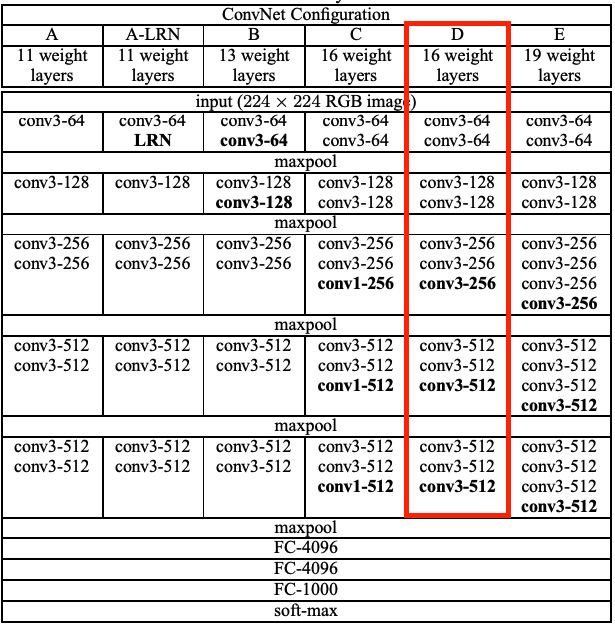 ConvNet Configuration
A A-LRN B C D E
11 weight 11 weight 13 weight 16 weight 16 weight 19 weight
layers layers layers layers layers layers
input (224 × 224 RGB image)
conv3-64 conv3-64 conv3-64 conv3-64 conv3-64 conv3-64
LRN conv3-64 conv3-64 conv3-64 conv3-64
maxpool
conv3-128 conv3-128 conv3-128 conv3-128 conv3-128 conv3-128
conv3-128 conv3-128 conv3-128 conv3-128
maxpool
conv3-256 conv3-256 conv3-256 conv3-256 conv3-256 conv3-256
conv3-256 conv3-256 conv3-256 conv3-256 conv3-256 conv3-256
conv1-256 conv3-256 conv3-256
conv3-256
maxpool
conv3-512 conv3-512 conv3-512 conv3-512 conv3-512 conv3-512
conv3-512 conv3-512 conv3-512 conv3-512 conv3-512 conv3-512
conv1-512 conv3-512 conv3-512
conv3-512
maxpool
conv3-512 conv3-512 conv3-512 conv3-512 conv3-512 conv3-512
conv3-512 conv3-512 conv3-512 conv3-512 conv3-512 conv3-512
conv1-512 conv3-512 conv3-512
conv3-512
maxpool
FC-4096
FC-4096
FC-1000
soft-max